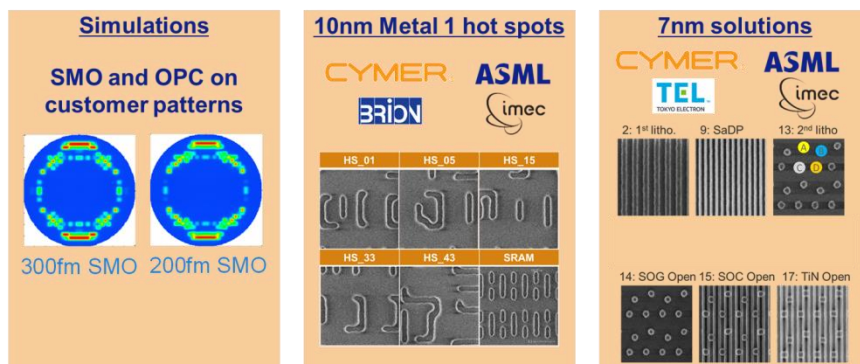 Simulations
SMO and OPC on
customer patterns
300fm SMO 200fm SMO
10nm Metal 1 hot spots
CYMER ASML
BRION imec
HS_01 HS_05 HS_15
HS_33 HS_43 SRAM
7nm solutions
CYMER ASML
TEL imec
TOKYO ELECTRON
2: 1st litho. 9: SaDP 13: 2nd litho
A B
C D
14: SOG Open 15: SOC Open 17: TiN Open